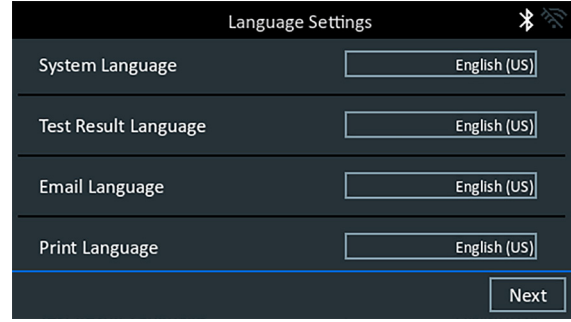 Language Settings
System Language English (US)
Test Result Language English (US)
Email Language English (US)
Print Language English (US)
Next